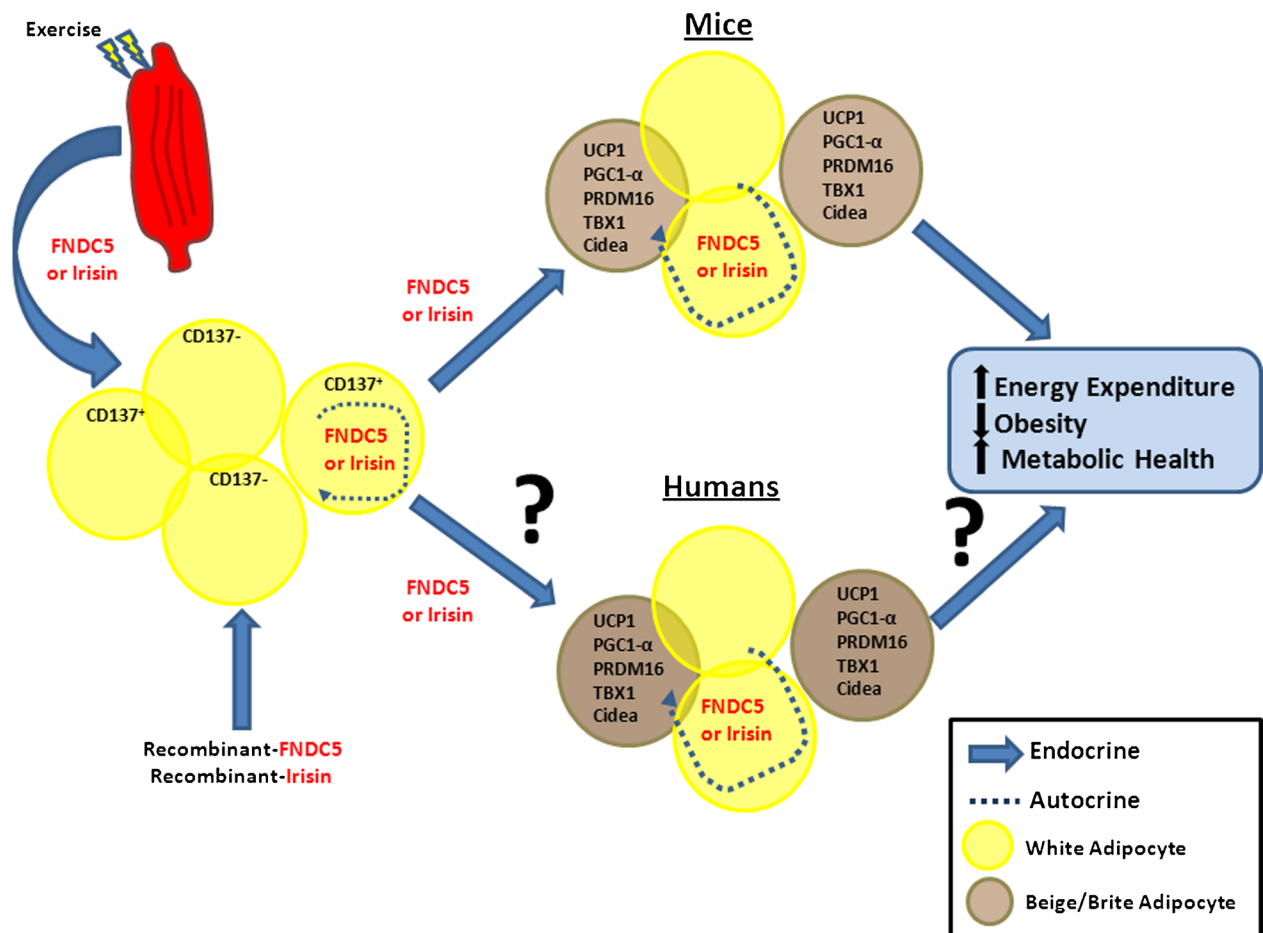 Exercise
FNDC5
or Irisin
CD137-
CD137+
CD137-
CD137+
FNDC5
or Irisin
Recombinant-FNDC5
Recombinant-Irisin
FNDC5
or Irisin
FNDC5
or Irisin
Mice
UCP1
PGC1-α
PRDM16
TBX1
Cidea
FNDC5
or Irisin
UCP1
PGC1-α
PRDM16
TBX1
Cidea
?
Humans
UCP1
PGC1-α
PRDM16
TBX1
Cidea
FNDC5
or Irisin
UCP1
PGC1-α
PRDM16
TBX1
Cidea
?
Energy Expenditure
Obesity
Metabolic Health
Endocrine
Autocrine
White Adipocyte
Beige/Brite Adipocyte